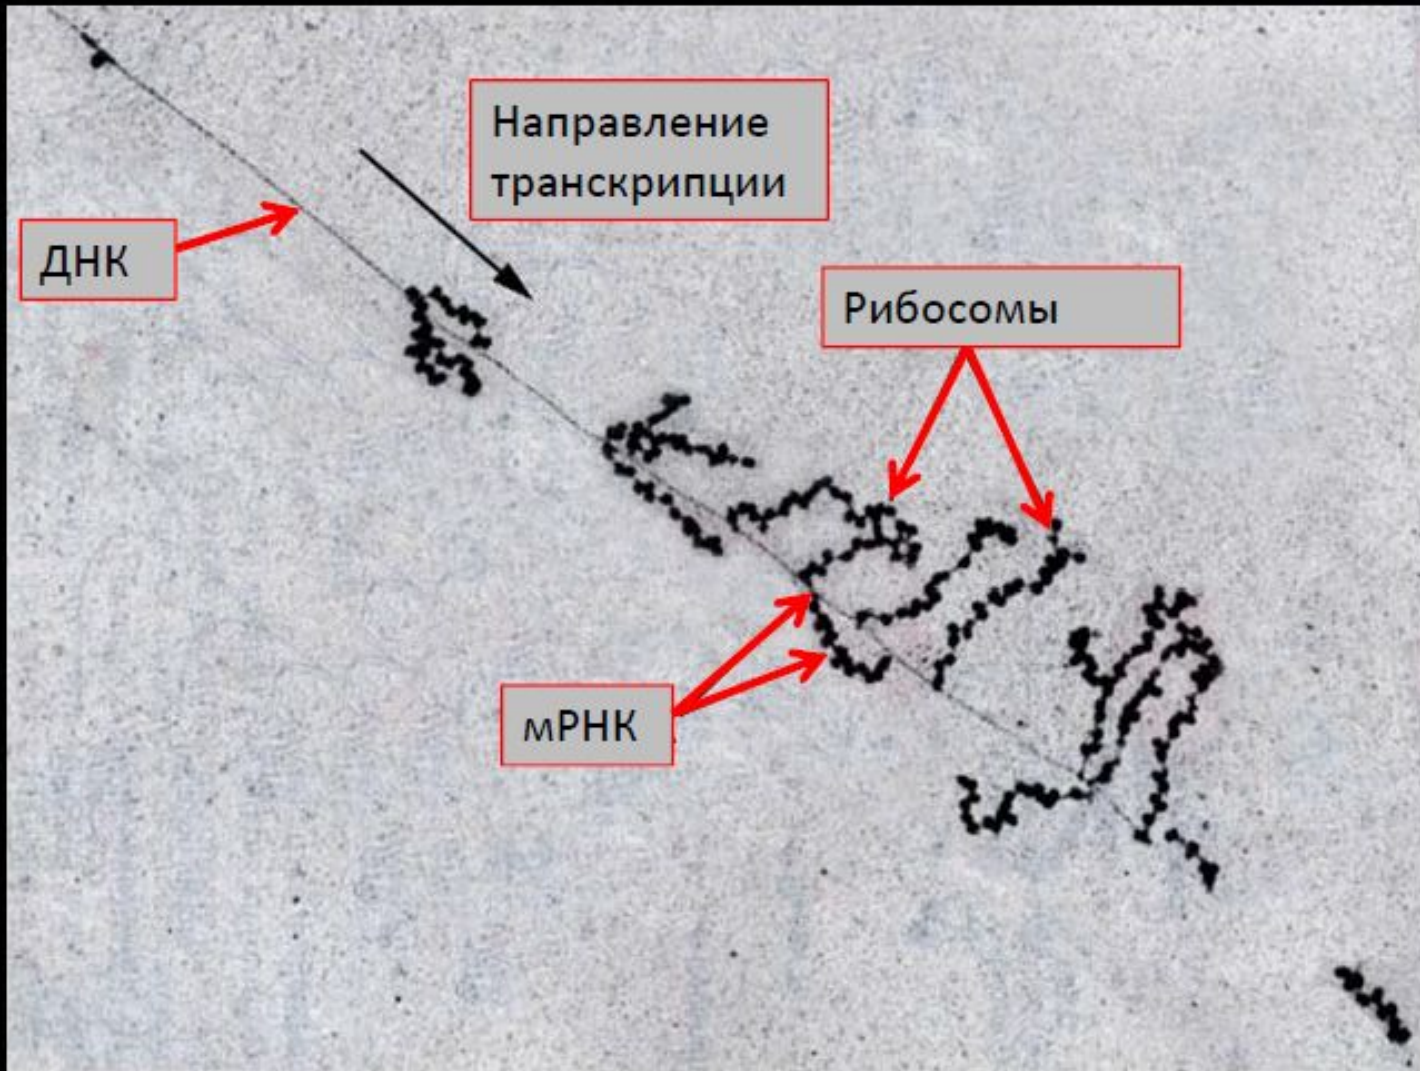 Направление
транскрипции
ДНК
Рибосомы
мРНК